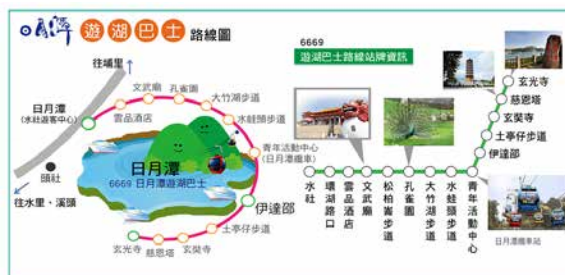 日月潭 遊湖巴士 路線圖
往埔里
日月潭
(水社遊客中心)
頭社
往水里、溪頭
雲品酒店
文武廟
孔雀園
大竹湖步道
水蛙頭步道
青年活動中心
(日月潭纜車)
日月潭
6669 日月潭遊湖巴士
伊達邵
土亭仔步道
玄奘寺
慈恩塔
玄光寺
6669
遊湖巴士路線站牌資訊
玄光寺
慈恩塔
玄奘寺
土亭仔步道
伊達邵
水社
環湖路口
雲品酒店
文武廟
松柏崙步道
孔雀園
大竹湖步道
水蛙頭步道
青年活動中心
日月潭纜車站